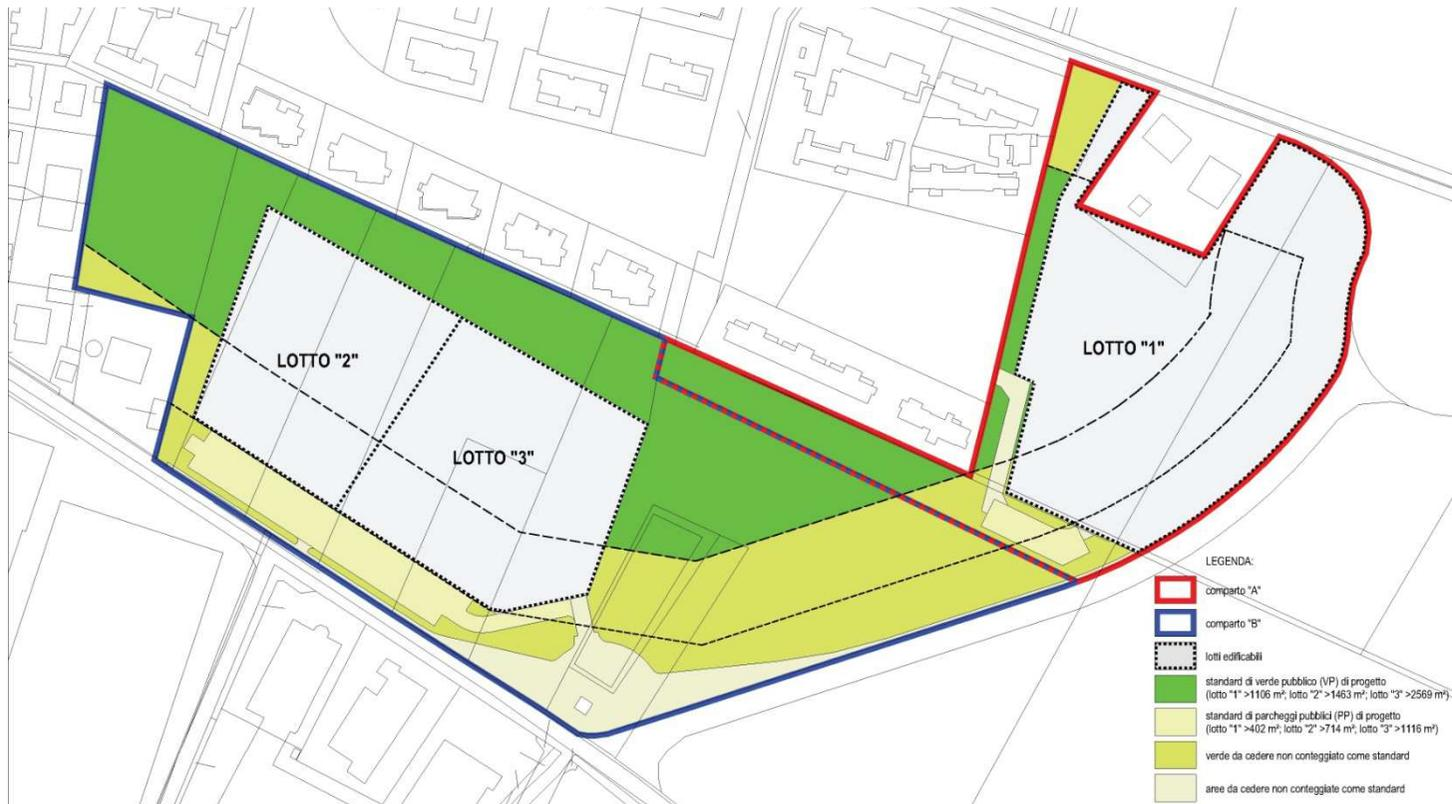 LOTTO "1"
LOTTO "2"
LOTTO "3"
LEGENDA:
comparto "A"
comparto "B"
lotti edificabili
standard di verde pubblico (VP) di progetto
(lotto "1" >1106 m²; lotto "2" >1463 m²; lotto "3" >2569 m²)
standard di parcheggi pubblici (PP) di progetto
(lotto "1" >402 m²; lotto "2" >714 m²; lotto "3" >1116 m²)
verde da cedere non conteggiato come standard
aree da cedere non conteggiate come standard